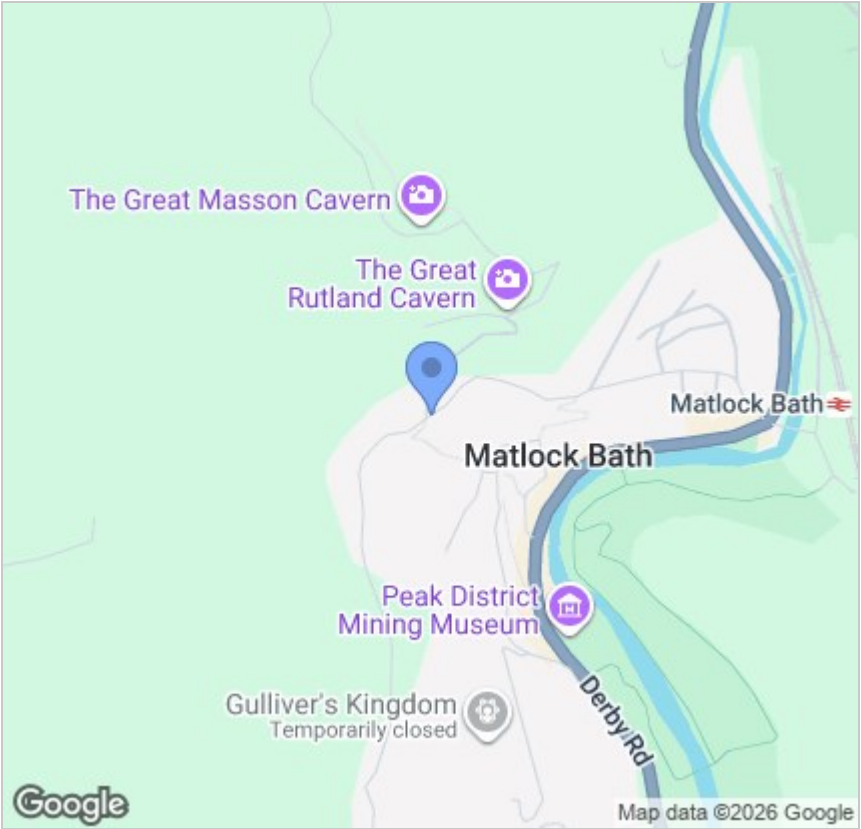 The Great Masson Cavern
The Great
Rutland Cavern
Matlock Bath
Matlock Bath
Peak District
Mining Museum
Gulliver's Kingdom
Temporarily closed
Derby Rd
Google
Map data ©2026 Google